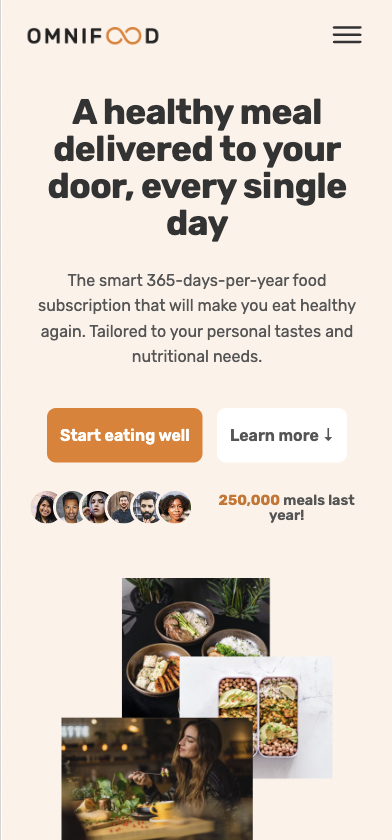 OMNIFOOD
A healthy meal
delivered to your
door, every single
day
The smart 365-days-per-year food
subscription that will make you eat healthy
again. Tailored to your personal tastes and
nutritional needs.
Start eating well
Learn more ↓
250,000 meals last
year!